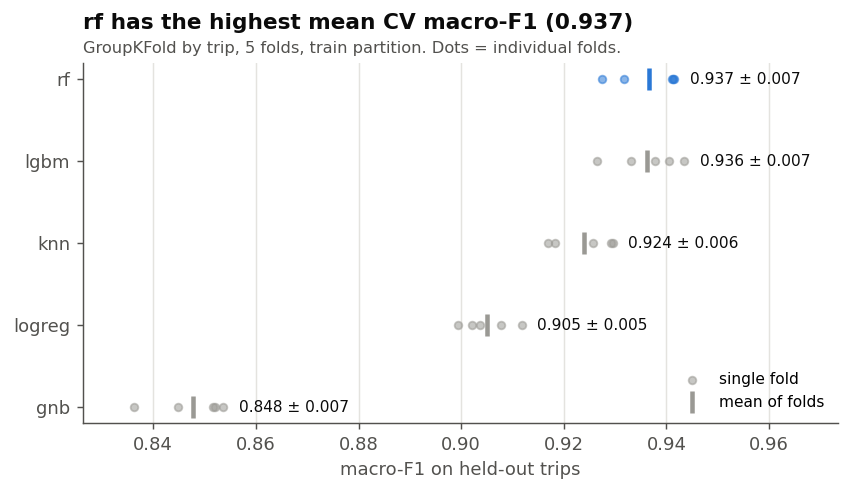 rf has the highest mean CV macro-F1 (0.937)
GroupKFold by trip, 5 folds, train partition. Dots = individual folds.
rf
0.937 ± 0.007
lgbm
0.936 ± 0.007
knn
0.924 ± 0.006
logreg
0.905 ± 0.005
single fold
gnb
0.848 ± 0.007
mean of folds
0.84 0.86 0.88 0.90 0.92 0.94 0.96
macro-F1 on held-out trips